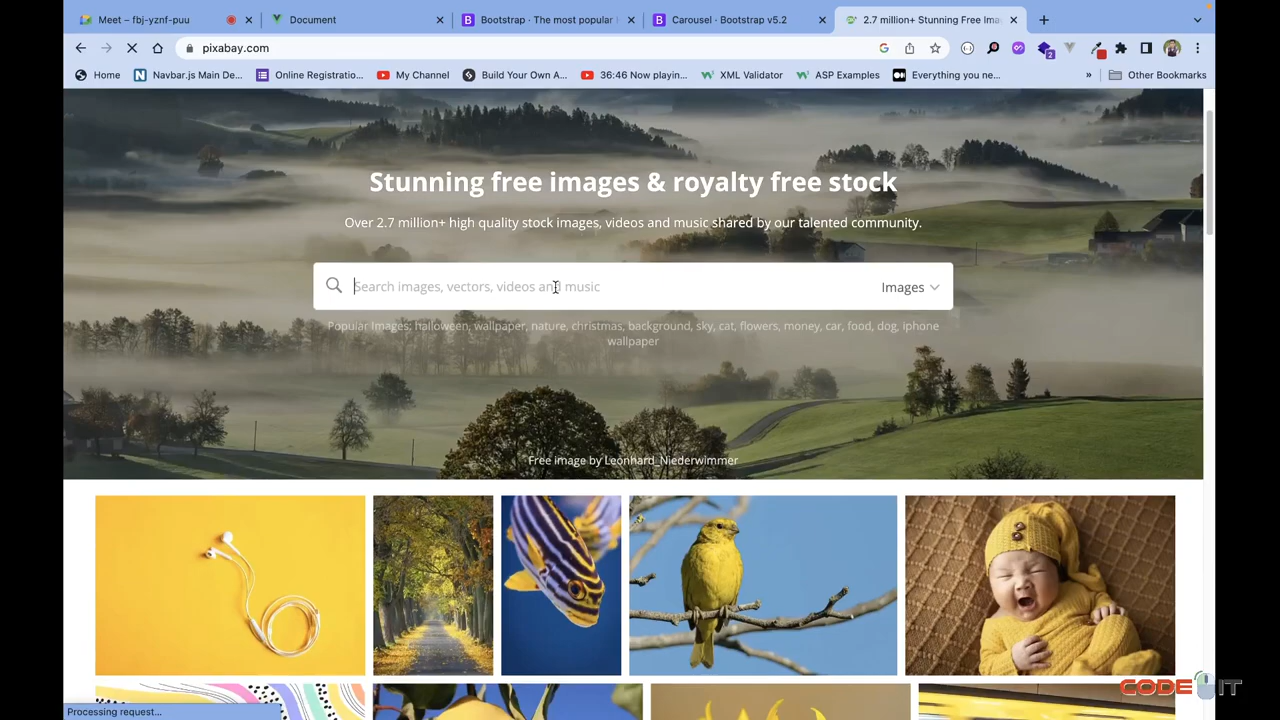 Meet – fbj-yznf-puu
Document
Bootstrap · The most popular
Carousel · Bootstrap v5.2
2.7 million+ Stunning Free Ima
pixabay.com
2
Home
Navbar.js Main De...
Online Registratio...
My Channel
Build Your Own A...
36:46 Now playin...
XML Validator
ASP Examples
Everything you ne...
»
Other Bookmarks
Stunning free images & royalty free stock
Over 2.7 million+ high quality stock images, videos and music shared by our talented community.
Search images, vectors, videos and music
Images
Popular Images: halloween, wallpaper, nature, christmas, background, sky, cat, flowers, money, car, food, dog, iphone
wallpaper
Free image by Leonhard_Niederwimmer
Processing request...
CODE IT